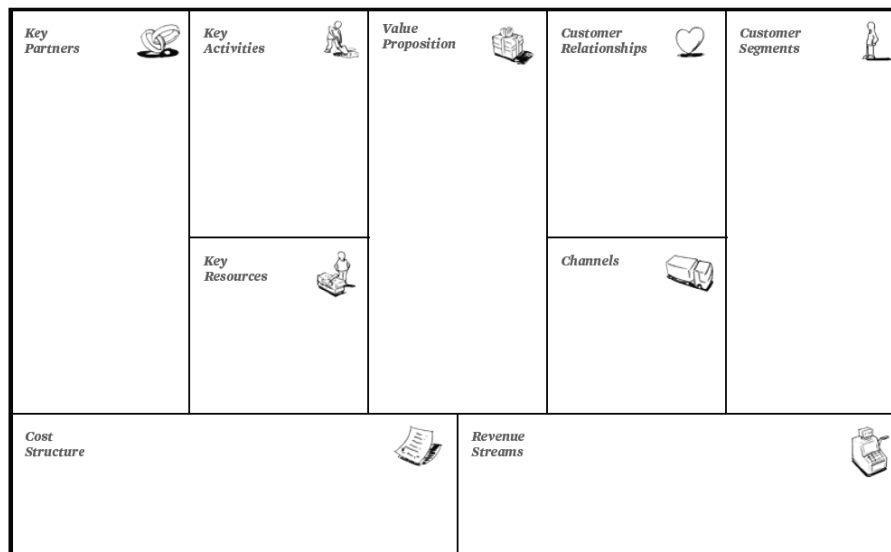 Key
Partners
Key
Activities
Value
Proposition
Customer
Relationships
Customer
Segments
Key
Resources
Channels
Cost
Structure
Revenue
Streams